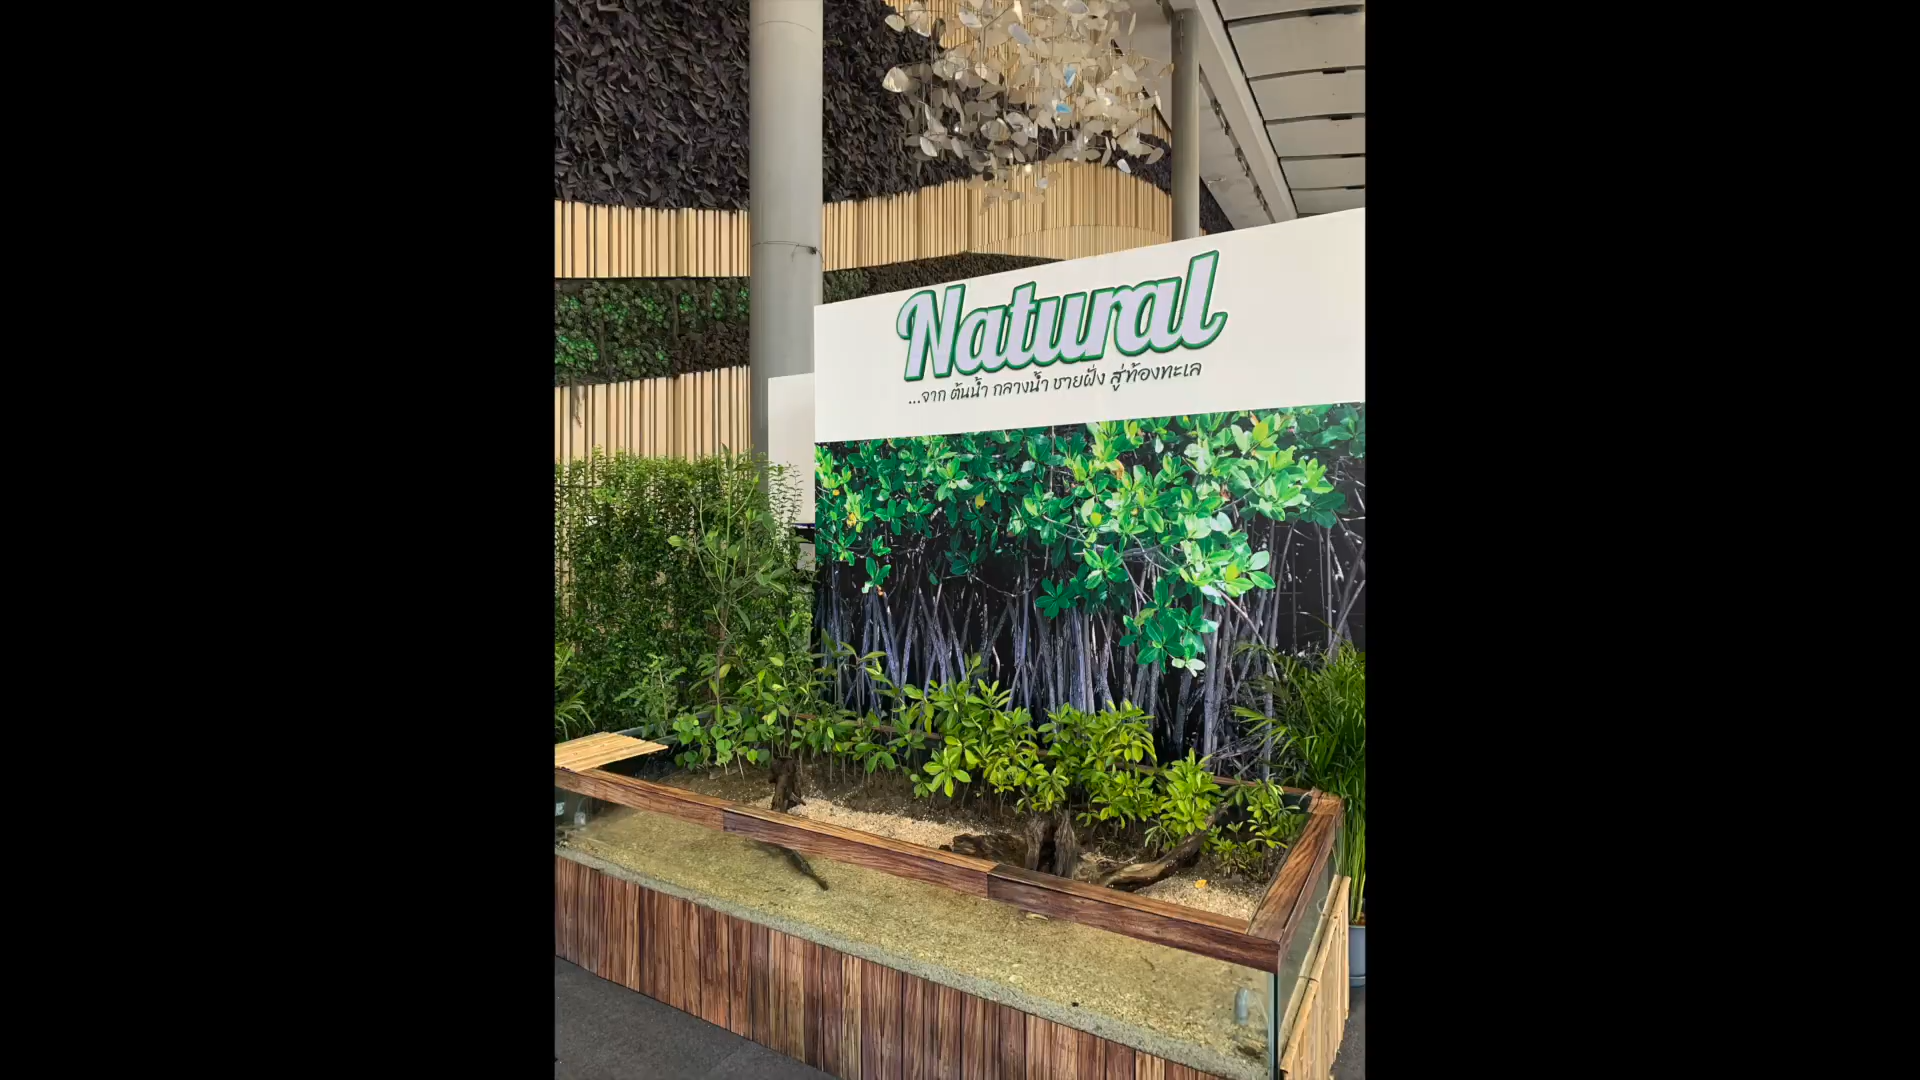 Natural
...จาก ต้นน้ำ กลางน้ำ ชายฝั่ง สู่ท้องทะเล